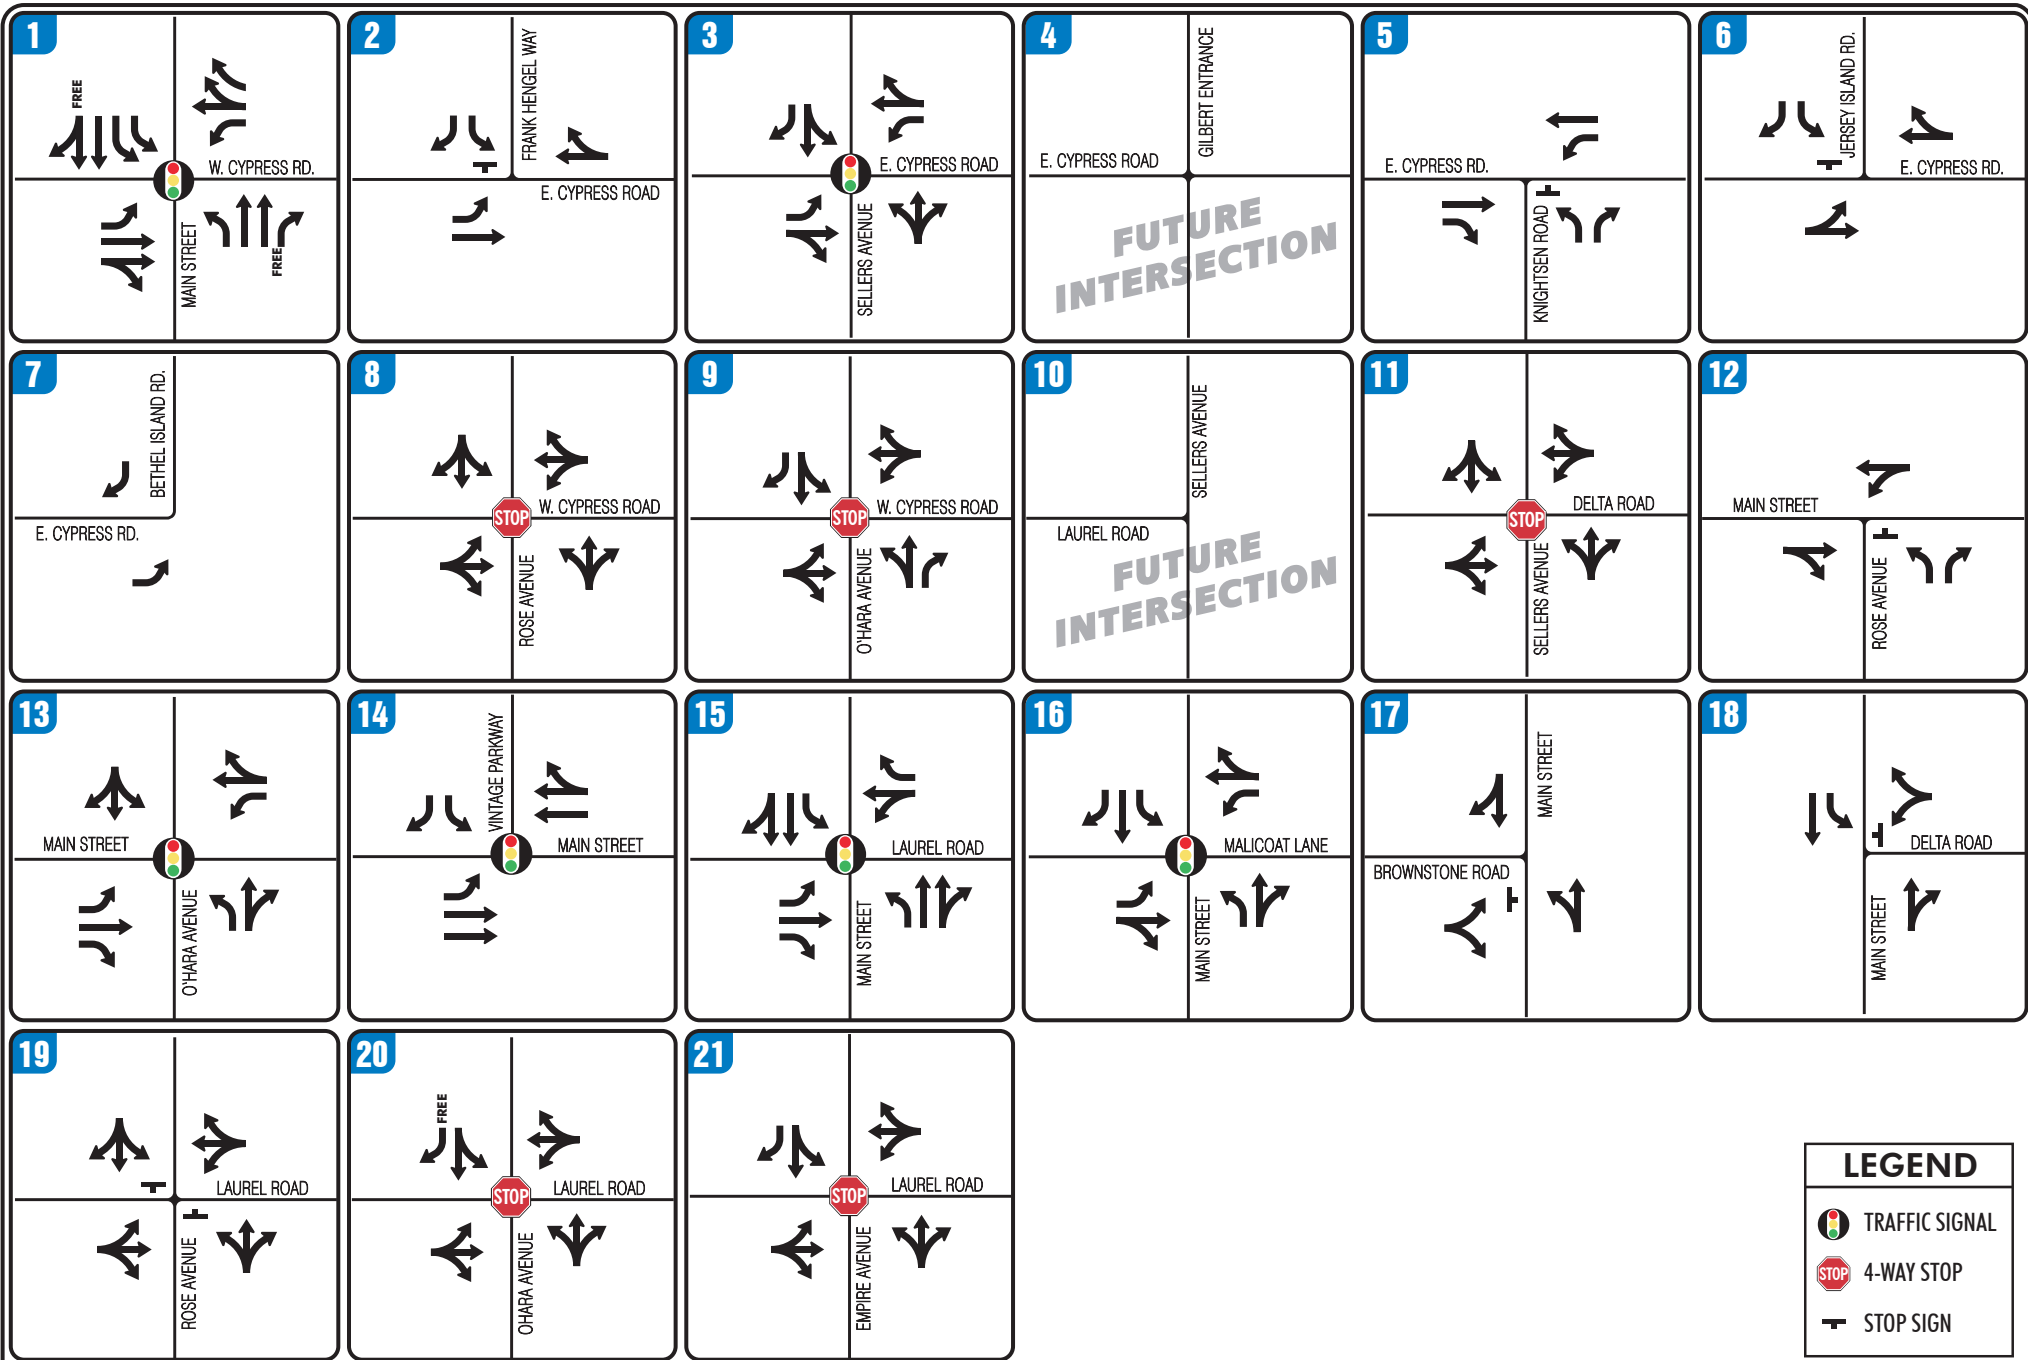 1
FREE
W. CYPRESS RD.
MAIN STREET
FREE
2
FRANK HENGEL WAY
E. CYPRESS ROAD
3
E. CYPRESS ROAD
SELLERS AVENUE
4
GILBERT ENTRANCE
E. CYPRESS ROAD
FUTURE
INTERSECTION
5
E. CYPRESS RD.
KNIGHTSEN ROAD
6
JERSEY ISLAND RD.
E. CYPRESS RD.
7
BETHEL ISLAND RD.
E. CYPRESS RD.
8
STOP
W. CYPRESS ROAD
ROSE AVENUE
9
STOP
W. CYPRESS ROAD
O'HARA AVENUE
10
SELLERS AVENUE
LAUREL ROAD
FUTURE
INTERSECTION
11
DELTA ROAD
STOP
SELLERS AVENUE
12
MAIN STREET
ROSE AVENUE
13
MAIN STREET
O'HARA AVENUE
14
VINTAGE PARKWAY
MAIN STREET
15
LAUREL ROAD
MAIN STREET
16
MALICOAT LANE
MAIN STREET
17
MAIN STREET
BROWNSTONE ROAD
18
DELTA ROAD
MAIN STREET
19
LAUREL ROAD
ROSE AVENUE
20
FREE
LAUREL ROAD
STOP
OHARA AVENUE
21
LAUREL ROAD
STOP
EMPIRE AVENUE
LEGEND
TRAFFIC SIGNAL
STOP 4-WAY STOP
STOP SIGN